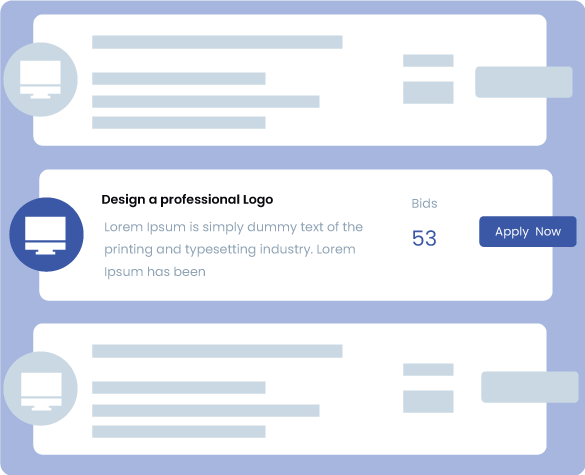 Design a professional Logo
Lorem Ipsum is simply dummy text of the
printing and typesetting industry. Lorem
Ipsum has been
Bids
53
Apply Now